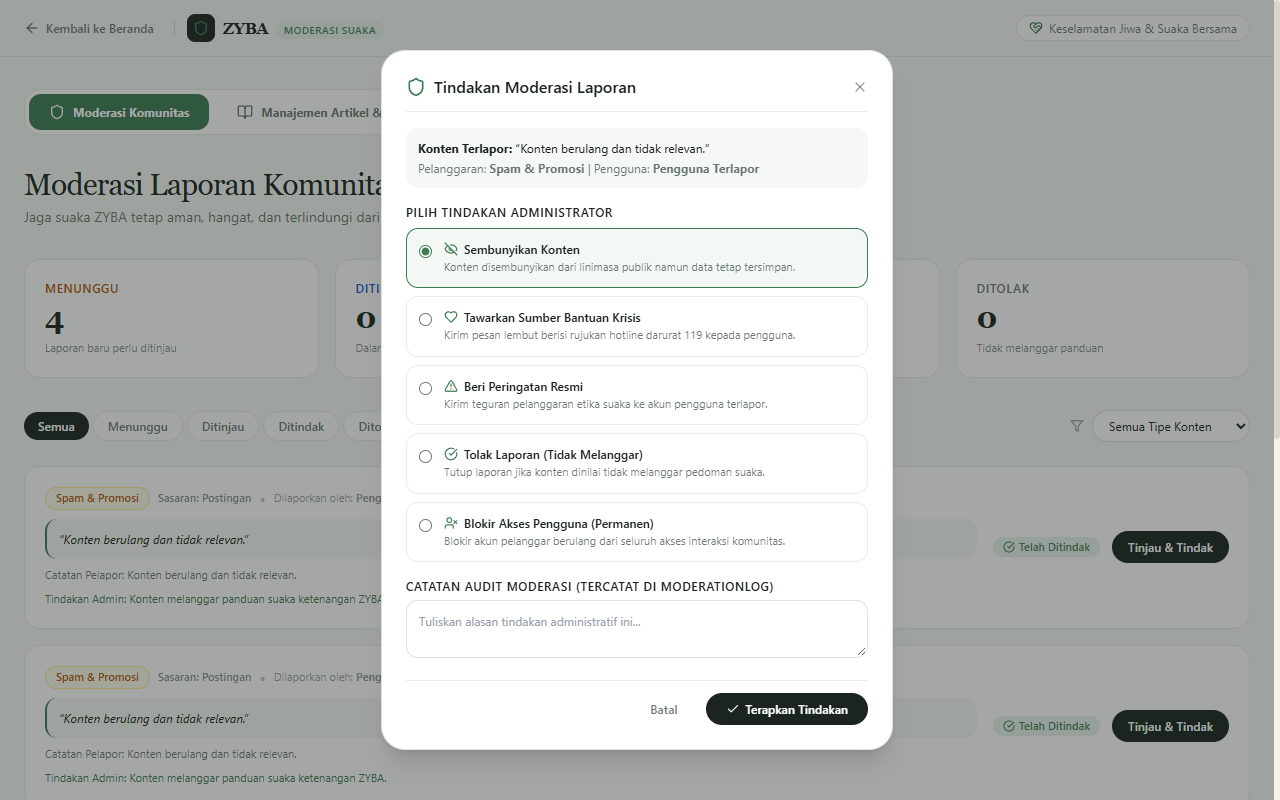 Kembali ke Beranda
ZYBA
MODERASI SUAKA
Keselamatan Jiwa & Suaka Bersama
Moderasi Komunitas
Manajemen Artikel &
Moderasi Laporan Komunita
Jaga suaka ZYBA tetap aman, hangat, dan terlindungi dari
MENUNGGU
4
Laporan baru perlu ditinjau
DITI
0
Dalar
DITOLAK
0
Tidak melanggar panduan
Semua
Menunggu
Ditinjau
Ditindak
Dito
Semua Tipe Konten
Spam & Promosi
Sasaran: Postingan • Dilaporkan oleh: Peng
“Konten berulang dan tidak relevan.”
Catatan Pelapor: Konten berulang dan tidak relevan.
Tindakan Admin: Konten melanggar panduan suaka ketenangan ZYBA
Telah Ditindak
Tinjau & Tindak
Spam & Promosi
Sasaran: Postingan • Dilaporkan oleh: Peng
“Konten berulang dan tidak relevan.”
Catatan Pelapor: Konten berulang dan tidak relevan.
Tindakan Admin: Konten melanggar panduan suaka ketenangan ZYBA.
Telah Ditindak
Tinjau & Tindak
Tindakan Moderasi Laporan
Konten Terlapor: “Konten berulang dan tidak relevan.”
Pelanggaran: Spam & Promosi | Pengguna: Pengguna Terlapor
PILIH TINDAKAN ADMINISTRATOR
Sembunyikan Konten
Konten disembunyikan dari linimasa publik namun data tetap tersimpan.
Tawarkan Sumber Bantuan Krisis
Kirim pesan lembut berisi rujukan hotline darurat 119 kepada pengguna.
Beri Peringatan Resmi
Kirim teguran pelanggaran etika suaka ke akun pengguna terlapor.
Tolak Laporan (Tidak Melanggar)
Tutup laporan jika konten dinilai tidak melanggar pedoman suaka.
Blokir Akses Pengguna (Permanen)
Blokir akun pelanggar berulang dari seluruh akses interaksi komunitas.
CATATAN AUDIT MODERASI (TERCATAT DI MODERATIONLOG)
Tuliskan alasan tindakan administratif ini...
Batal
Terapkan Tindakan